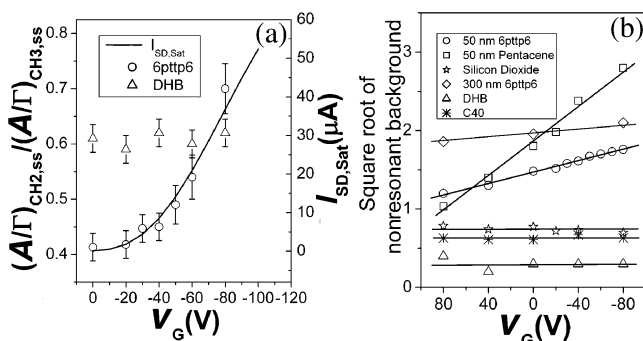 (a)
(A/Γ)CH2,ss/(A/Γ)CH3,ss
0.8
0.7
0.6
0.5
0.4
I_SD,Sat
6pttp6
DHB
60
50
40
30
20
10
0
I_SD,Sat(μA)
0 -20 -40 -60 -80 -100 -120
V_G(V)
(b)
Square root of
nonresonant background
3
2
1
0
50 nm 6pttp6
50 nm Pentacene
Silicon Dioxide
300 nm 6pttp6
DHB
C40
80 40 0 -40 -80
V_G(V)